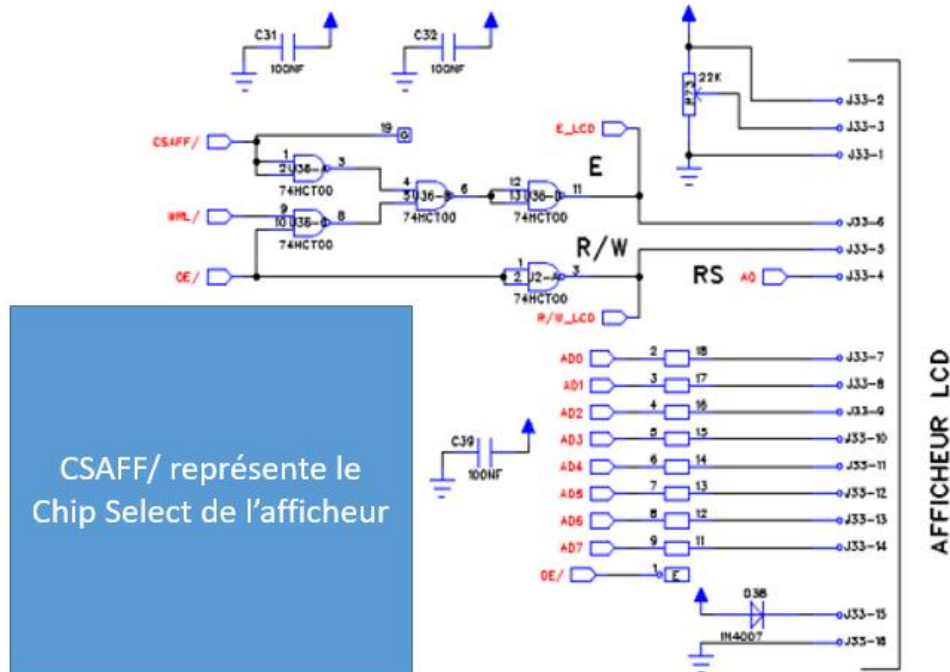 C31
100NF
C32
100NF
22K
R73
J33-2
J33-3
J33-1
CSAFF/
19 G
E_LCD
E
1
2 U36-A 3
74HCT00
4
5 U36-B 6
74HCT00
12
13 U36-D 11
74HCT00
J33-6
WRL/
9
10 U36-C 8
74HCT00
R/W
J33-5
OE/
1
2 U2-A 3
74HCT00
RS
A0
J33-4
R/W_LCD
AD0 2 18 J33-7
AD1 3 17 J33-8
AD2 4 16 J33-9
AD3 5 15 J33-10
AD4 6 14 J33-11
AD5 7 13 J33-12
AD6 8 12 J33-13
AD7 9 11 J33-14
OE/ 1 E
C39
100NF
D38
1N4007
J33-15
J33-16
AFFICHEUR LCD
CSAFF/ représente le
Chip Select de l’afficheur